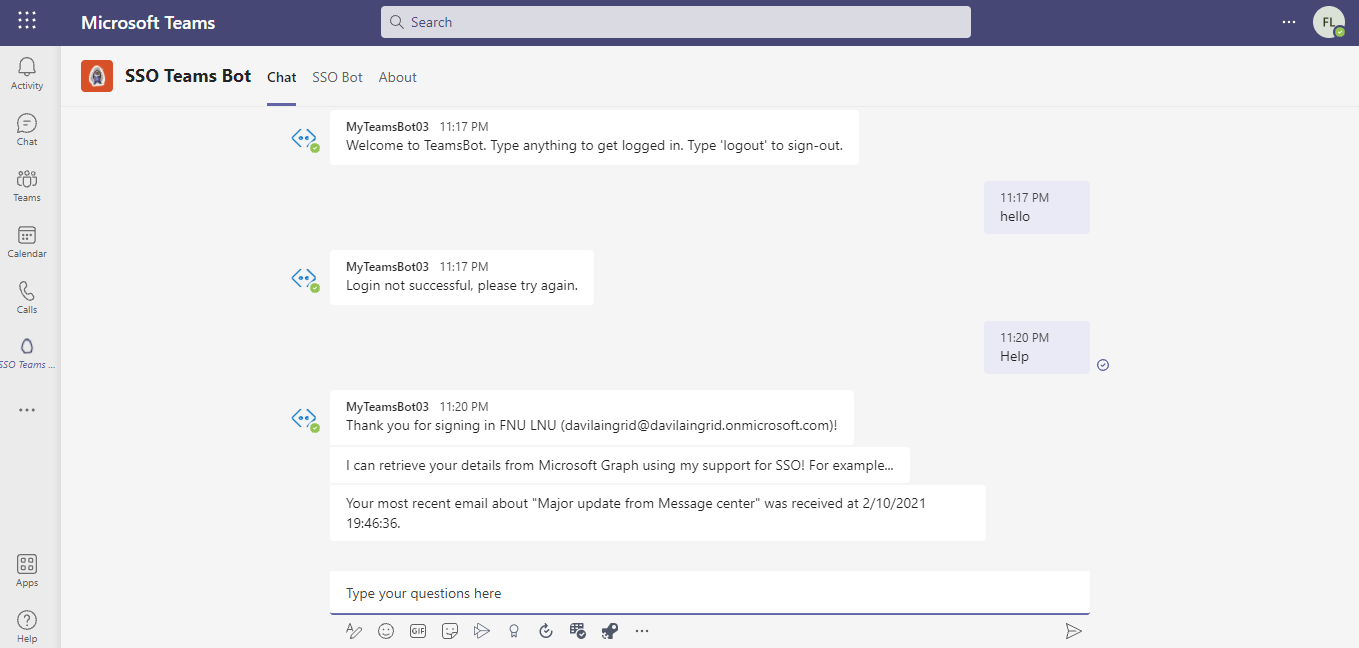 Microsoft Teams
Search
FL
Activity
Chat
Teams
Calendar
Calls
SSO Teams ...
Apps
Help
SSO Teams Bot
Chat
SSO Bot
About
MyTeamsBot03 11:17 PM
Welcome to TeamsBot. Type anything to get logged in. Type 'logout' to sign-out.
11:17 PM
hello
MyTeamsBot03 11:17 PM
Login not successful, please try again.
11:20 PM
Help
MyTeamsBot03 11:20 PM
Thank you for signing in FNU LNU (davilaingrid@davilaingrid.onmicrosoft.com)!
I can retrieve your details from Microsoft Graph using my support for SSO! For example...
Your most recent email about "Major update from Message center" was received at 2/10/2021
19:46:36.
Type your questions here
GIF